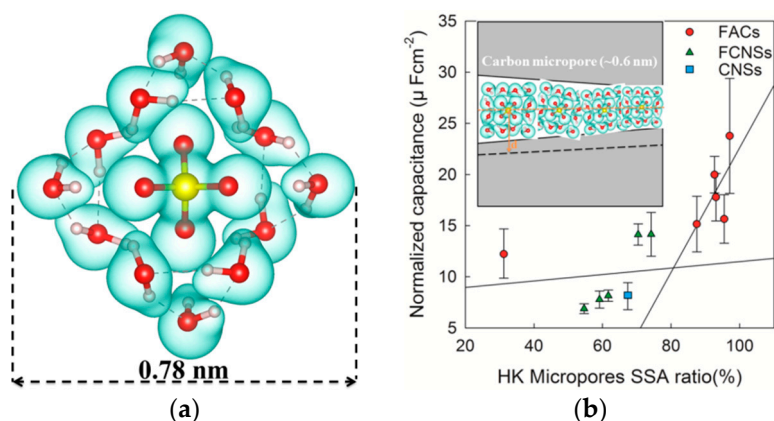 0.78 nm
(a)
Normalized capacitance (μ Fcm⁻²)
35
30
25
20
15
10
5
Carbon micropore (~0.6 nm)
FACs
FCNSs
CNSs
20 40 60 80 100
HK Micropores SSA ratio(%)
(b)